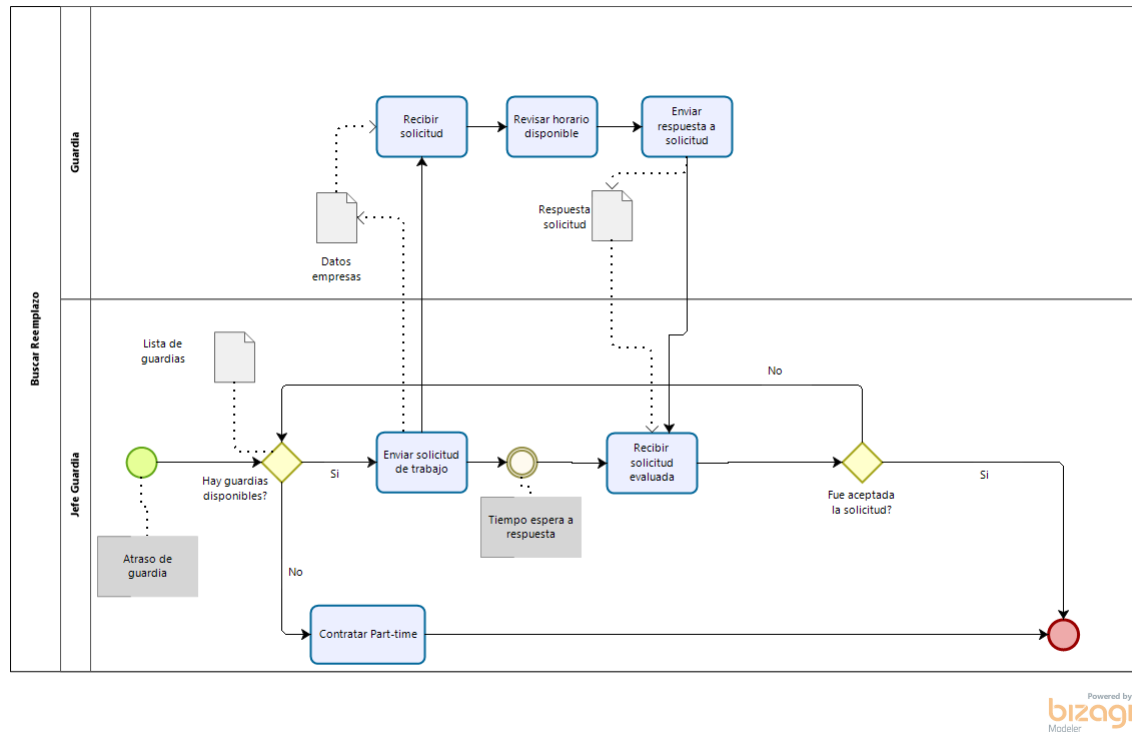 Buscar Reemplazo
Guardia
Recibir
solicitud
Revisar horario
disponible
Enviar
respuesta a
solicitud
Datos
empresas
Respuesta
solicitud
Jefe Guardia
Lista de
guardias
No
Hay guardias
disponibles?
Si
Enviar solicitud
de trabajo
Tiempo espera a
respuesta
Recibir
solicitud
evaluada
Fue aceptada
la solicitud?
Si
Atraso de
guardia
No
Contratar Part-time
Powered by
bizagi
Modeler